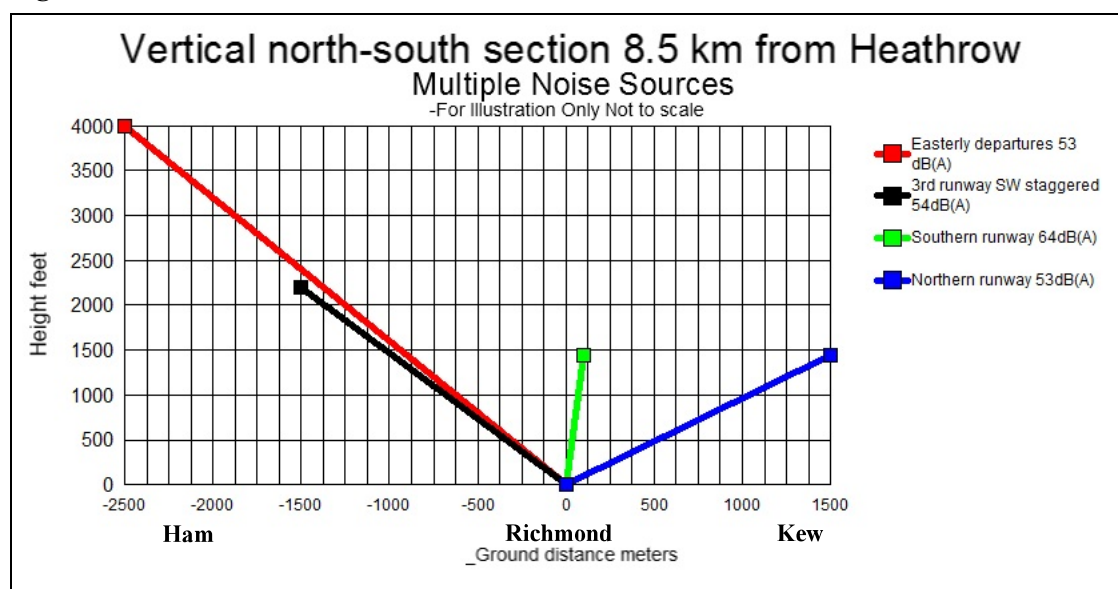 Vertical north-south section 8.5 km from Heathrow
Multiple Noise Sources
-For Illustration Only Not to scale
4000
3500
3000
2500
2000
1500
1000
500
0
Height feet
-2500 -2000 -1500 -1000 -500 0 500 1000 1500
Ham Richmond Kew
_Ground distance meters
Easterly departures 53
dB(A)
3rd runway SW staggered
54dB(A)
Southern runway 64dB(A)
Northern runway 53dB(A)